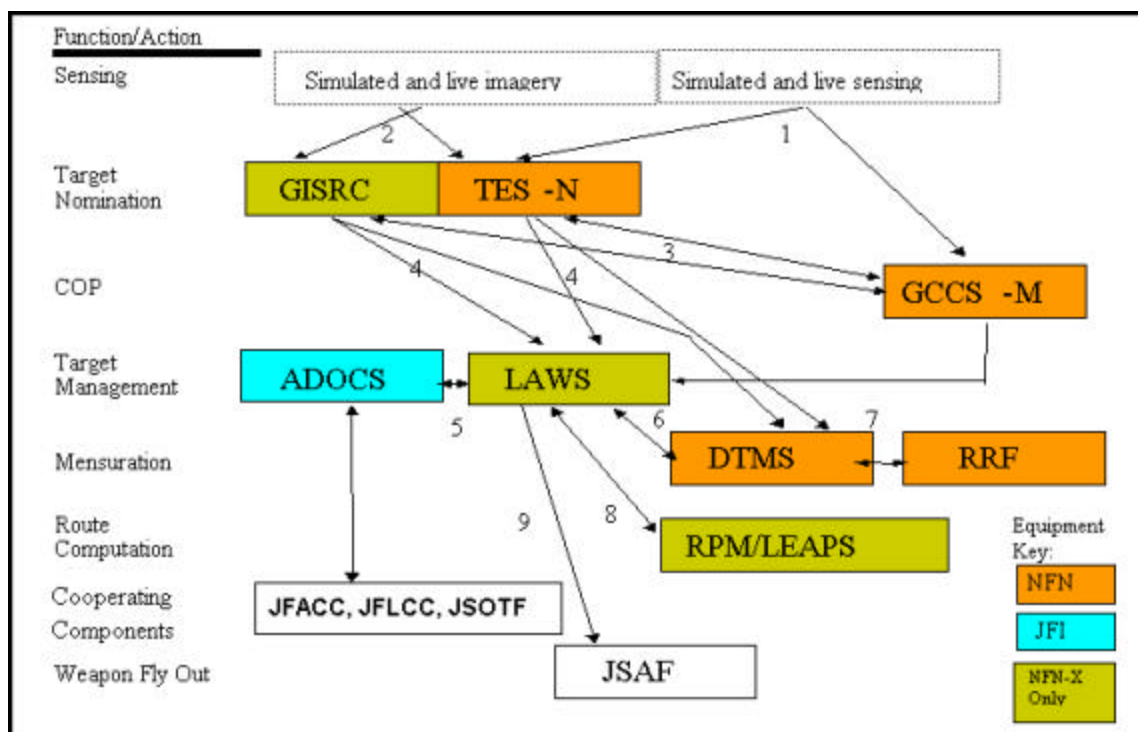 Function/Action
Sensing
Simulated and live imagery
Simulated and live sensing
2
1
Target
Nomination
GISRC
TES -N
3
4
4
COP
GCCS -M
Target
Management
ADOCS
LAWS
5
6
7
Mensuration
DTMS
RRF
9
8
Route
Computation
RPM/LEAPS
Equipment
Key:
NFN
Cooperating
Components
JFACC, JFLCC, JSOTF
JFI
Weapon Fly Out
JSAF
NFN-X
Only